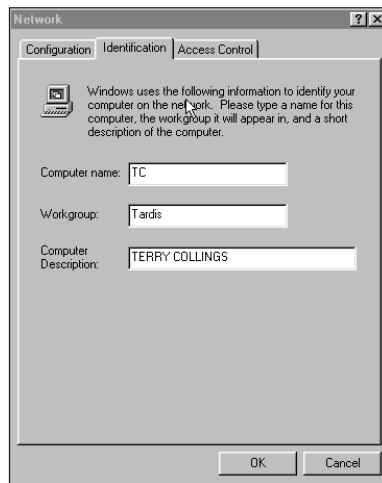 Network
Configuration Identification Access Control
Windows uses the following information to identify your
computer on the network. Please type a name for this
computer, the workgroup it will appear in, and a short
description of the computer.
Computer name: TC
Workgroup: Tardis
Computer
Description: TERRY COLLINGS
OK Cancel